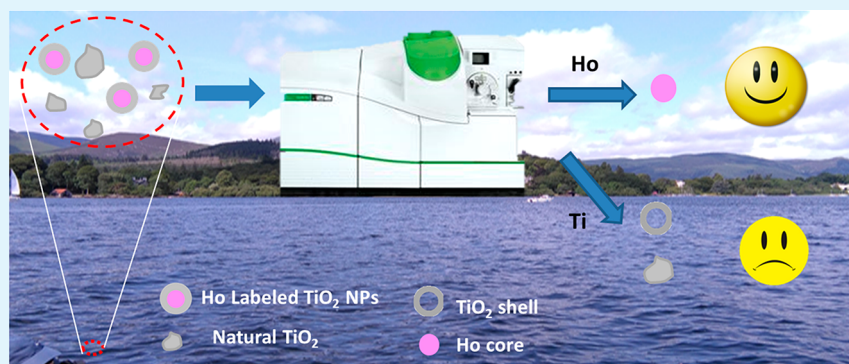 Ho
Ti
Ho Labeled TiO₂ NPs
TiO₂ shell
Natural TiO₂
Ho core